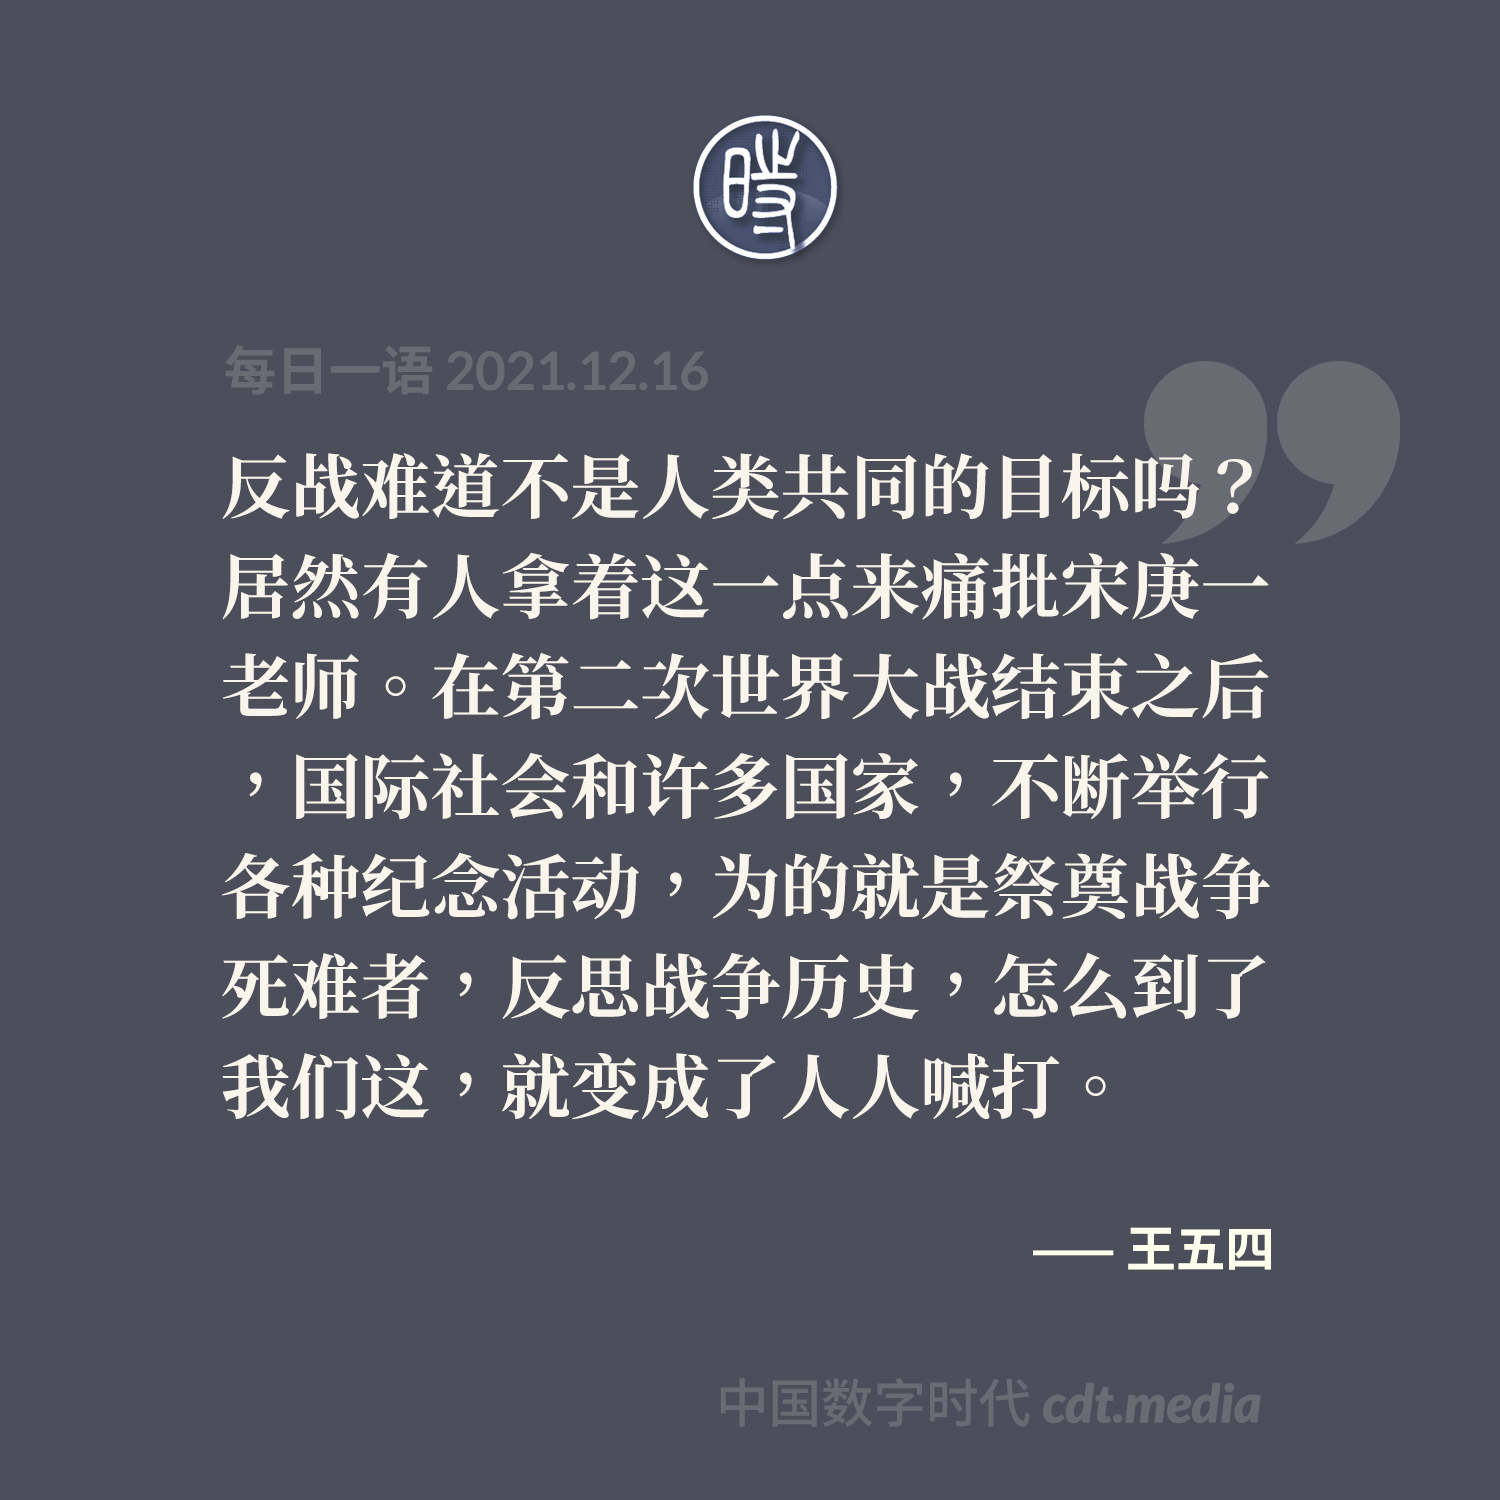 時
每日一语 2021.12.16
反战难道不是人类共同的目标吗？
居然有人拿着这一点来痛批宋庚一
老师。在第二次世界大战结束之后
，国际社会和许多国家，不断举行
各种纪念活动，为的就是祭奠战争
死难者，反思战争历史，怎么到了
我们这，就变成了人人喊打。
—— 王五四
中国数字时代 cdt.media